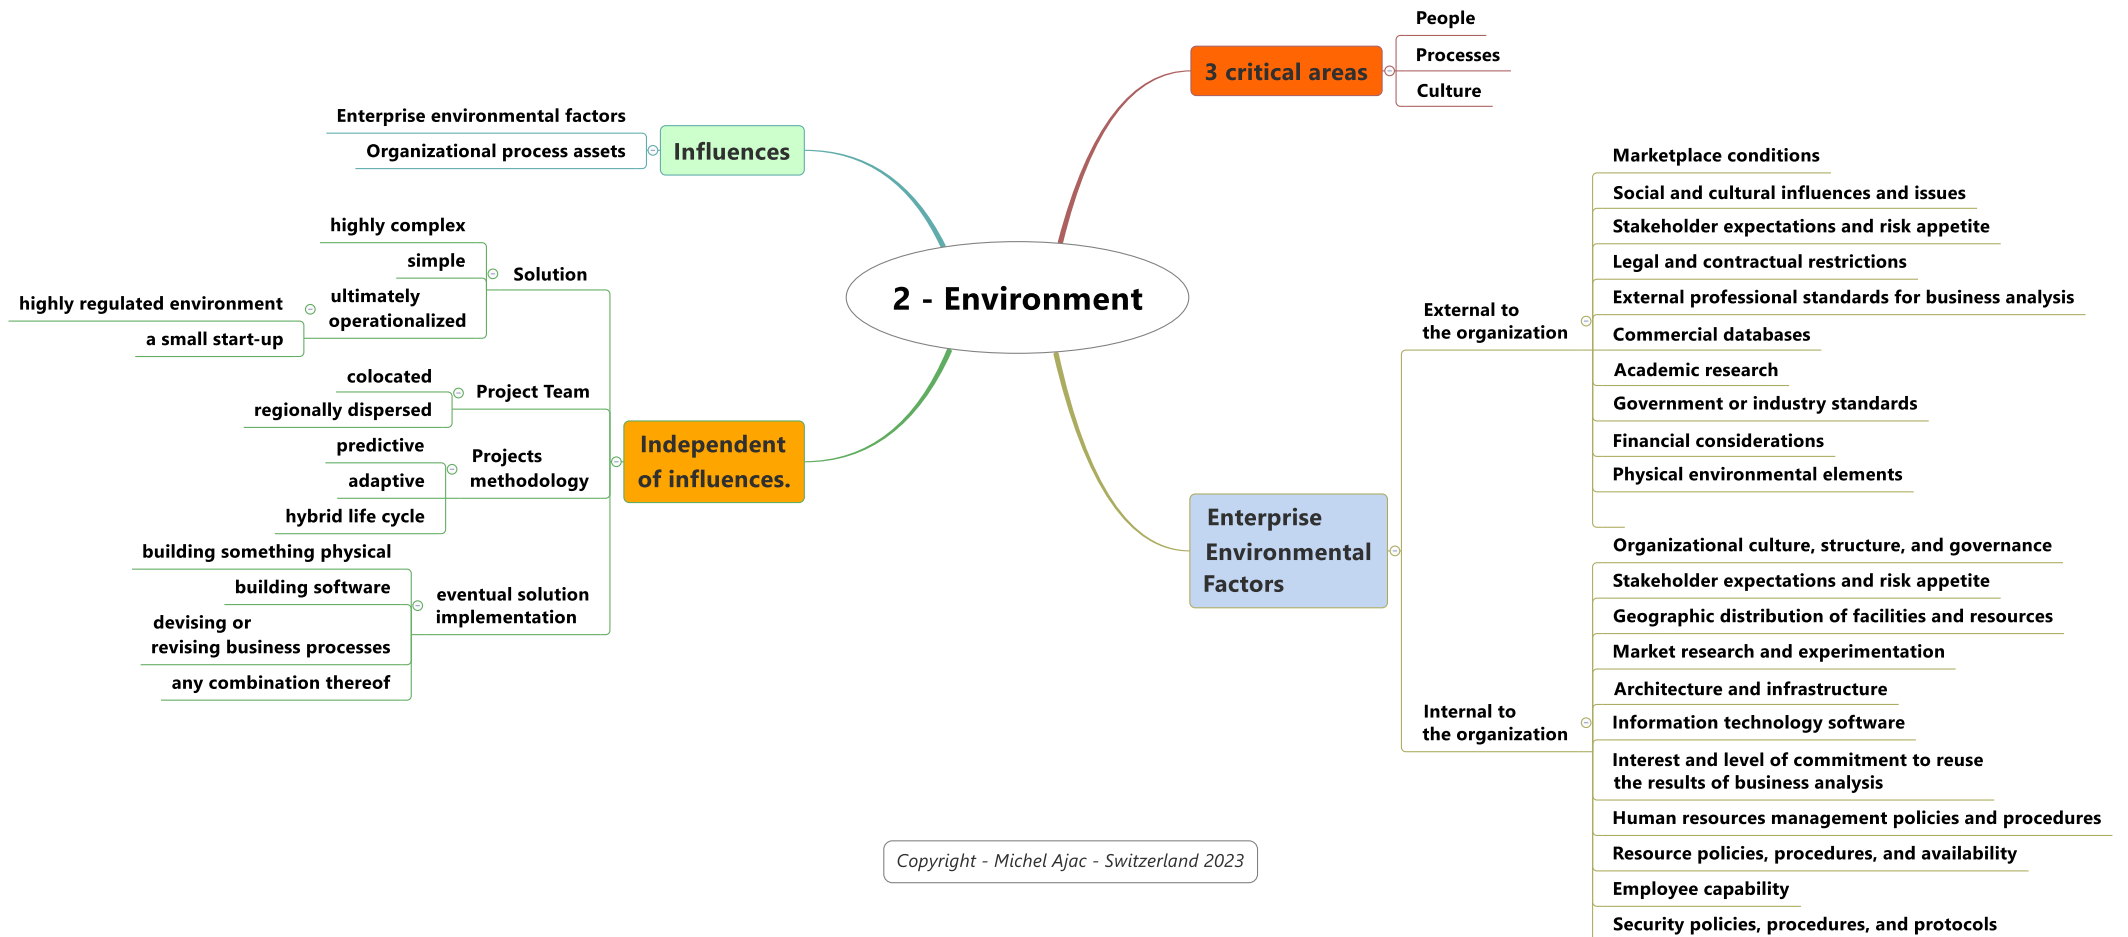 2 - Environment
3 critical areas
People
Processes
Culture
Influences
Enterprise environmental factors
Organizational process assets
Independent
of influences.
Solution
highly complex
simple
ultimately
operationalized
highly regulated environment
a small start-up
Project Team
colocated
regionally dispersed
Projects
methodology
predictive
adaptive
hybrid life cycle
eventual solution
implementation
building something physical
building software
devising or
revising business processes
any combination thereof
Enterprise
Environmental
Factors
External to
the organization
Marketplace conditions
Social and cultural influences and issues
Stakeholder expectations and risk appetite
Legal and contractual restrictions
External professional standards for business analysis
Commercial databases
Academic research
Government or industry standards
Financial considerations
Physical environmental elements
Internal to
the organization
Organizational culture, structure, and governance
Stakeholder expectations and risk appetite
Geographic distribution of facilities and resources
Market research and experimentation
Architecture and infrastructure
Information technology software
Interest and level of commitment to reuse
the results of business analysis
Human resources management policies and procedures
Resource policies, procedures, and availability
Employee capability
Security policies, procedures, and protocols
Copyright - Michel Ajac - Switzerland 2023